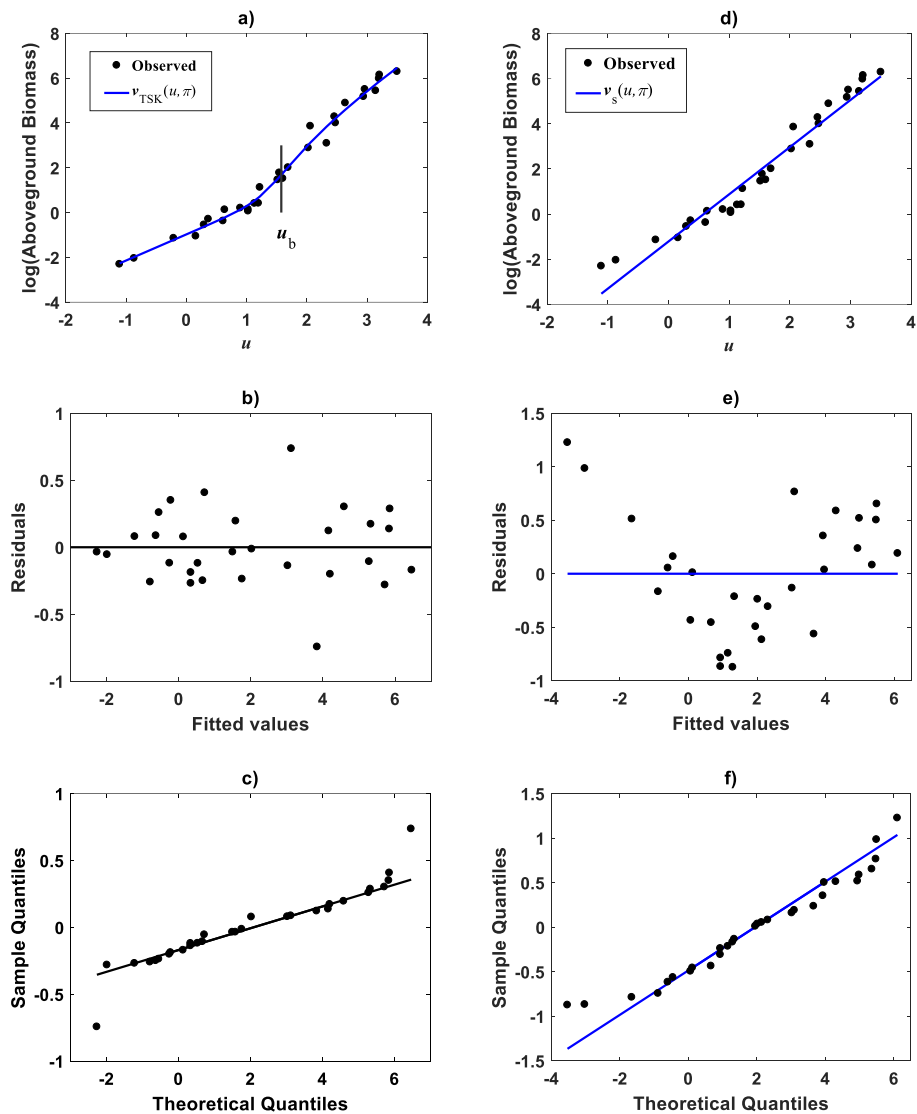 a)
log(Aboveground Biomass)
8
6
4
2
0
-2
-4
Observed
v_TSK(u,π)
u_b
-2 -1 0 1 2 3 4
u
d)
log(Aboveground Biomass)
8
6
4
2
0
-2
-4
Observed
v_s(u,π)
-2 -1 0 1 2 3 4
u
b)
Residuals
1
0.5
0
-0.5
-1
-2 0 2 4 6
Fitted values
e)
Residuals
1.5
1
0.5
0
-0.5
-1
-4 -2 0 2 4 6
Fitted values
c)
Sample Quantiles
1
0.5
0
-0.5
-1
-2 0 2 4 6
Theoretical Quantiles
f)
Sample Quantiles
1.5
1
0.5
0
-0.5
-1
-1.5
-4 -2 0 2 4 6
Theoretical Quantiles